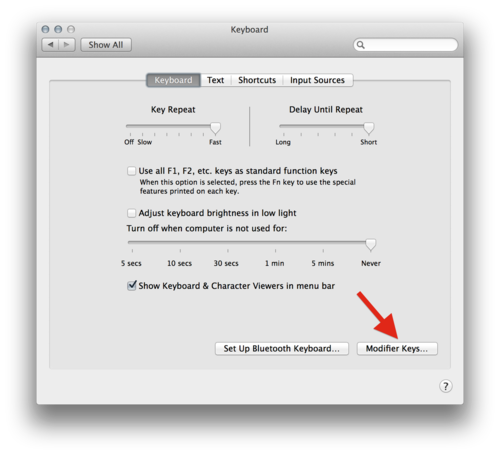 Keyboard
Show All
Keyboard Text Shortcuts Input Sources
Key Repeat Delay Until Repeat
Off Slow Fast Long Short
Use all F1, F2, etc. keys as standard function keys
When this option is selected, press the Fn key to use the special
features printed on each key.
Adjust keyboard brightness in low light
Turn off when computer is not used for:
5 secs 10 secs 30 secs 1 min 5 mins Never
Show Keyboard & Character Viewers in menu bar
Set Up Bluetooth Keyboard... Modifier Keys...
?